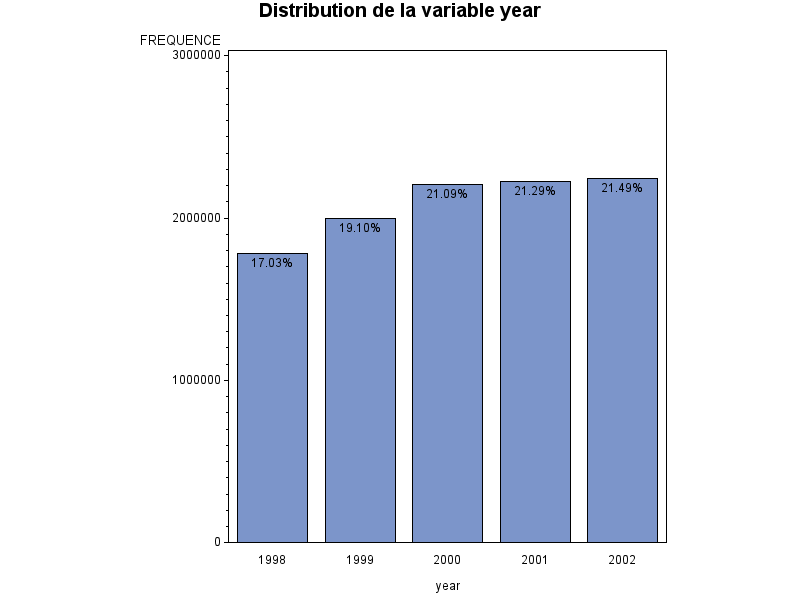 Distribution de la variable year
FREQUENCE
3000000
2000000
1000000
0
17.03%
19.10%
21.09%
21.29%
21.49%
1998 1999 2000 2001 2002
year